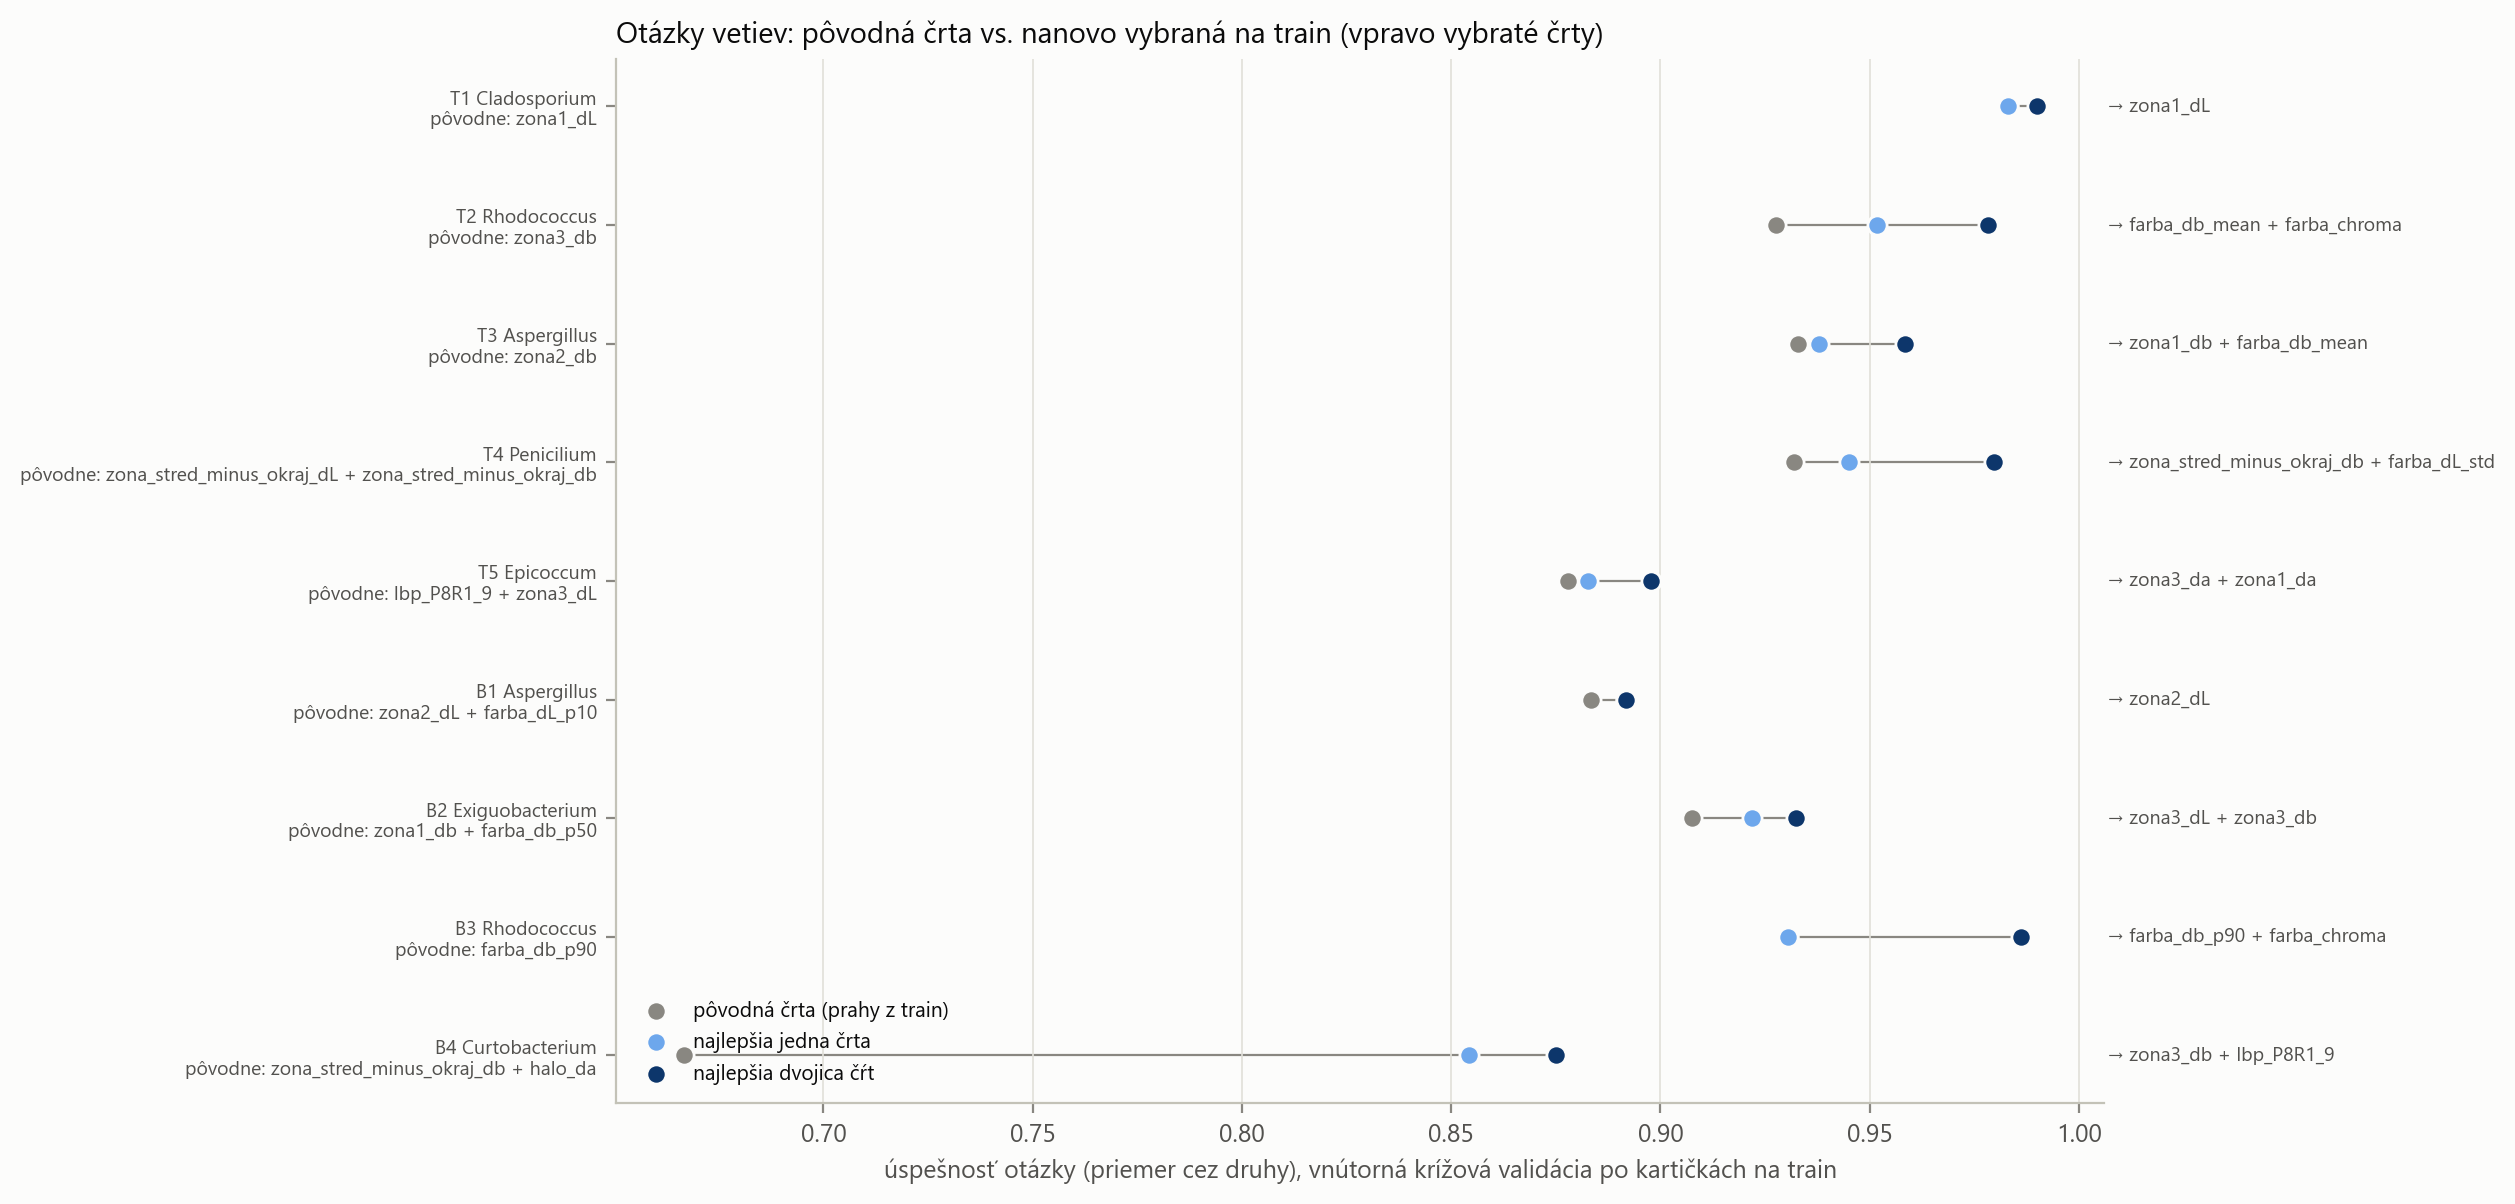 Otázky vetiev: pôvodná črta vs. nanovo vybraná na train (vpravo vybraté črty)
T1 Cladosporium
pôvodne: zona1_dL
→ zona1_dL
T2 Rhodococcus
pôvodne: zona3_db
→ farba_db_mean + farba_chroma
T3 Aspergillus
pôvodne: zona2_db
→ zona1_db + farba_db_mean
T4 Penicilium
pôvodne: zona_stred_minus_okraj_dL + zona_stred_minus_okraj_db
→ zona_stred_minus_okraj_db + farba_dL_std
T5 Epicoccum
pôvodne: lbp_P8R1_9 + zona3_dL
→ zona3_da + zona1_da
B1 Aspergillus
pôvodne: zona2_dL + farba_dL_p10
→ zona2_dL
B2 Exiguobacterium
pôvodne: zona1_db + farba_db_p50
→ zona3_dL + zona3_db
B3 Rhodococcus
pôvodne: farba_db_p90
→ farba_db_p90 + farba_chroma
B4 Curtobacterium
pôvodne: zona_stred_minus_okraj_db + halo_da
→ zona3_db + lbp_P8R1_9
pôvodná črta (prahy z train)
najlepšia jedna črta
najlepšia dvojica čŕt
0.70 0.75 0.80 0.85 0.90 0.95 1.00
úspešnosť otázky (priemer cez druhy), vnútorná krížová validácia po kartičkách na train